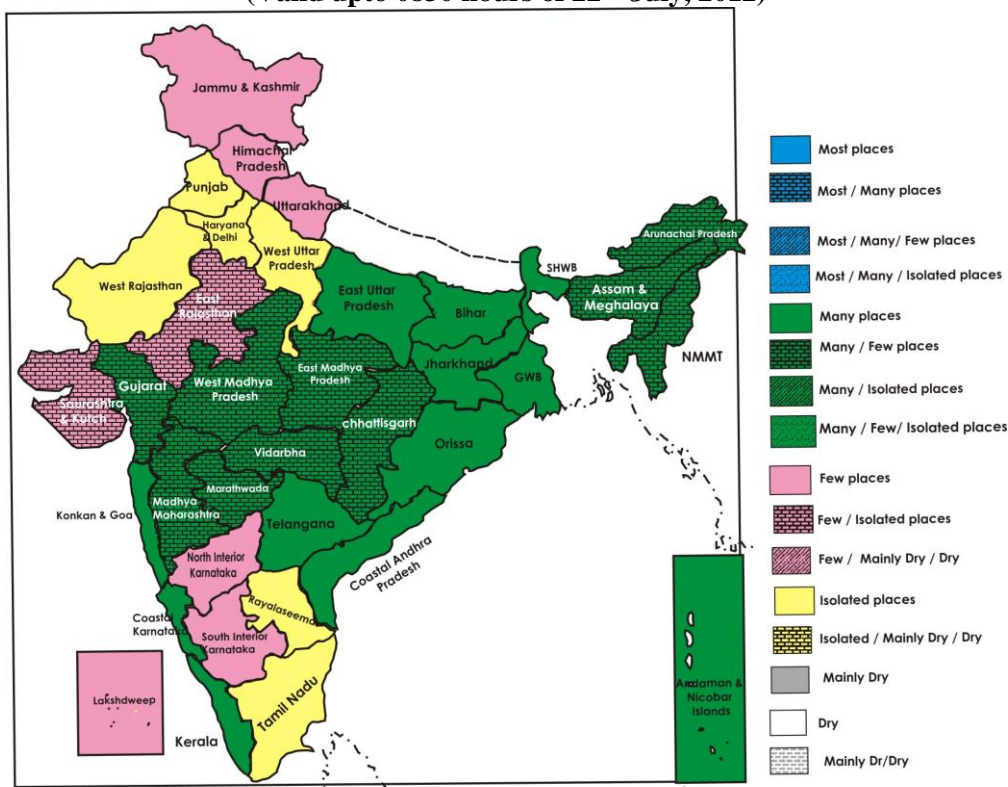 Jammu & Kashmir
Himachal
Pradesh
Punjab
Uttarakhand
Haryana
& Delhi
West Uttar
Pradesh
West Rajasthan
East
Rajasthan
East Uttar
Pradesh
SHWB
Arunachal Pradesh
Assam &
Meghalaya
Bihar
NMMT
Jharkhand
GWB
Gujarat
West Madhya
Pradesh
East Madhya
Pradesh
Saurashtra
& Kutch
chhattisgarh
Orissa
Vidarbha
Marathwada
Madhya
Maharashtra
Konkan & Goa
Telangana
North Interior
Karnataka
Coastal Andhra
Pradesh
Rayalaseema
Coastal
Karnataka
South Interior
Karnataka
Lakshdweep
Tamil Nadu
Kerala
Andaman &
Nicobar
Islands
Most places
Most / Many places
Most / Many/ Few places
Most / Many / Isolated places
Many places
Many / Few places
Many / Isolated places
Many / Few/ Isolated places
Few places
Few / Isolated places
Few / Mainly Dry / Dry
Isolated places
Isolated / Mainly Dry / Dry
Mainly Dry
Dry
Mainly Dr/Dry